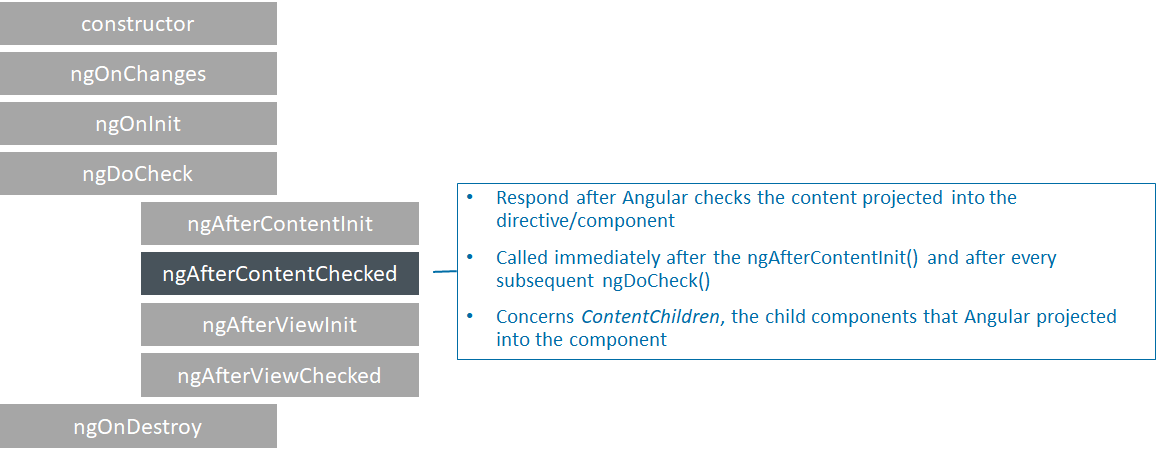 constructor
ngOnChanges
ngOnInit
ngDoCheck
ngAfterContentInit
ngAfterContentChecked
ngAfterViewInit
ngAfterViewChecked
ngOnDestroy
• Respond after Angular checks the content projected into the
directive/component
• Called immediately after the ngAfterContentInit() and after every
subsequent ngDoCheck()
• Concerns ContentChildren, the child components that Angular projected
into the component